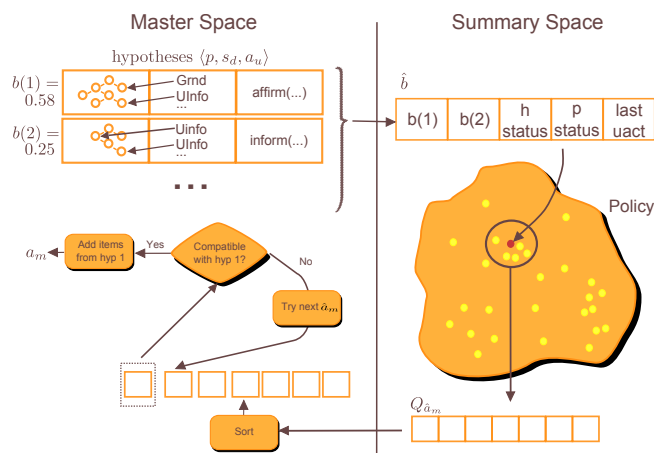 Master Space
Summary Space
hypotheses ⟨p, s_d, a_u⟩
b(1) =
0.58
Grnd
UInfo
...
affirm(...)
b(2) =
0.25
Uinfo
UInfo
...
inform(...)
...
b̂
b(1)
b(2)
h
status
p
status
last
uact
Policy
a_m
Add items
from hyp 1
Yes
Compatible
with hyp 1?
No
Try next â_m
Sort
Q_{â_m}